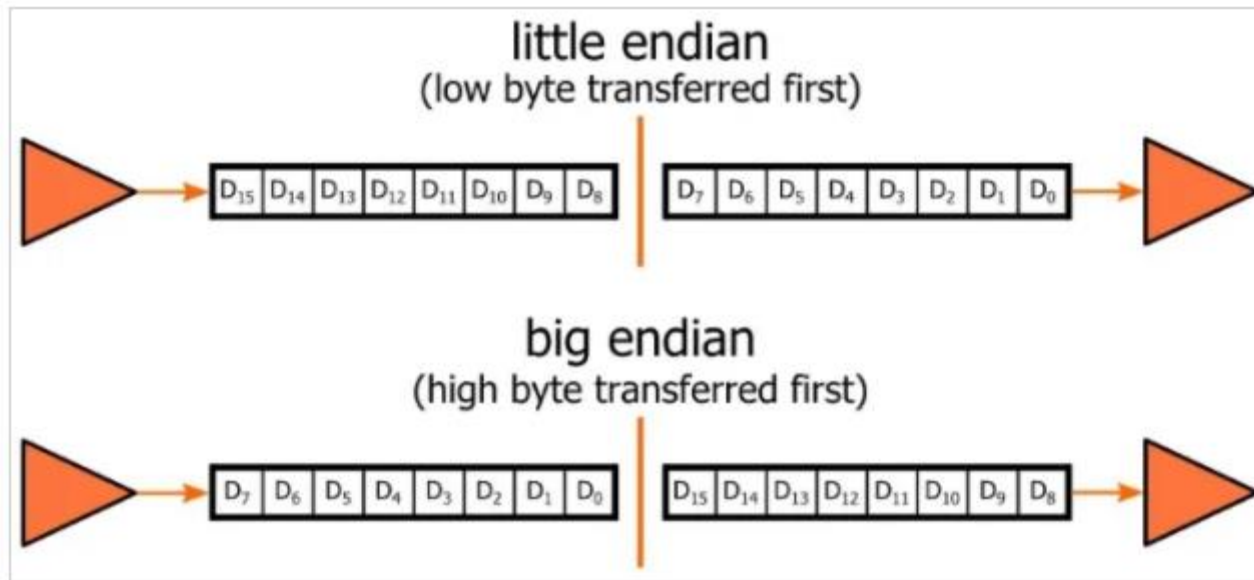 little endian
(low byte transferred first)
D₁₅ D₁₄ D₁₃ D₁₂ D₁₁ D₁₀ D₉ D₈ D₇ D₆ D₅ D₄ D₃ D₂ D₁ D₀
big endian
(high byte transferred first)
D₇ D₆ D₅ D₄ D₃ D₂ D₁ D₀ D₁₅ D₁₄ D₁₃ D₁₂ D₁₁ D₁₀ D₉ D₈